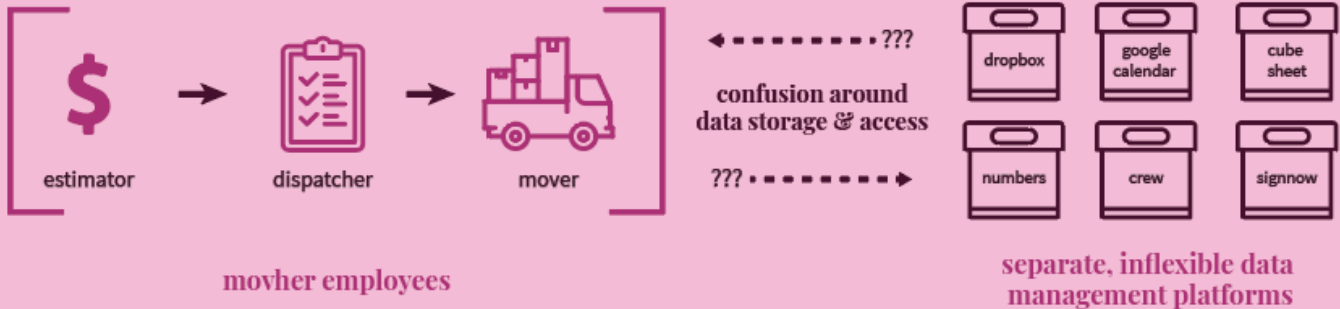 estimator
dispatcher
mover
movher employees
???
confusion around
data storage & access
???
dropbox
google
calendar
cube
sheet
numbers
crew
signnow
separate, inflexible data
management platforms